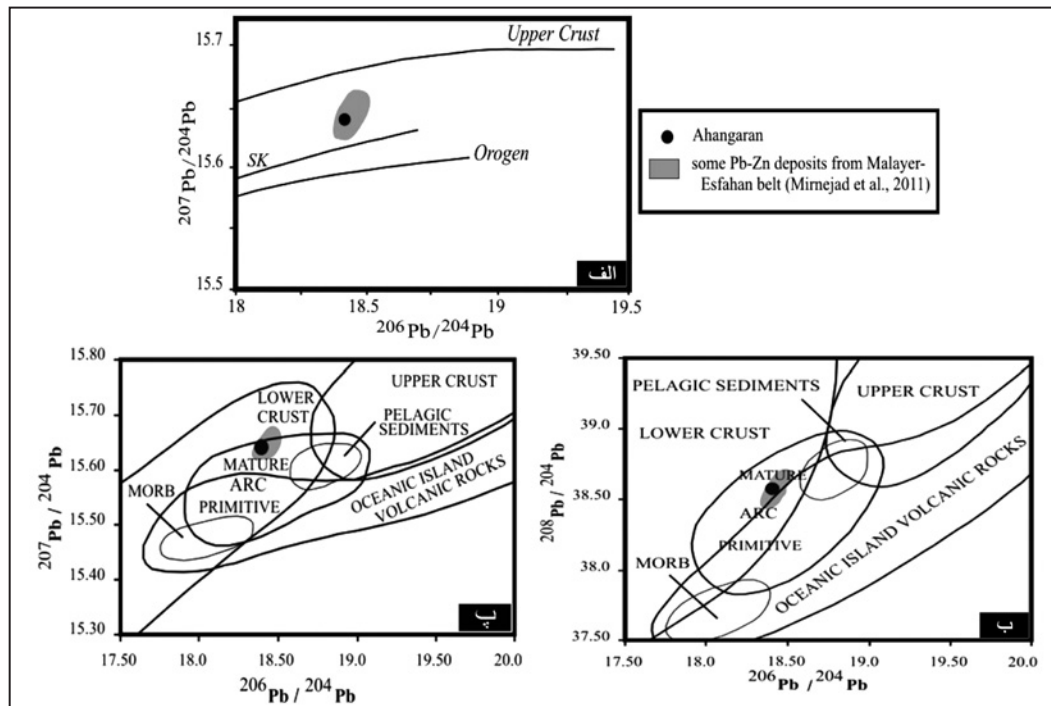 15.7
15.6
15.5
207Pb/204Pb
Upper Crust
SK
Orogen
الف
18
18.5
19
19.5
206Pb/204Pb
Ahangaran
some Pb-Zn deposits from Malayer-
Esfahan belt (Mirnejad et al., 2011)
15.80
15.70
15.60
15.50
15.40
15.30
207Pb/204Pb
LOWER
CRUST
UPPER CRUST
PELAGIC
SEDIMENTS
MATURE
ARC
PRIMITIVE
MORB
OCEANIC ISLAND
VOLCANIC ROCKS
پ
17.50
18.0
18.5
19.0
19.50
20.0
206Pb / 204Pb
39.50
39.00
38.50
38.00
37.50
208Pb/204Pb
PELAGIC SEDIMENTS
UPPER CRUST
LOWER CRUST
MATURE
ARC
PRIMITIVE
MORB
OCEANIC ISLAND VOLCANIC ROCKS
ب
17.50
18.0
18.50
19.0
19.50
20.0
206Pb / 204Pb